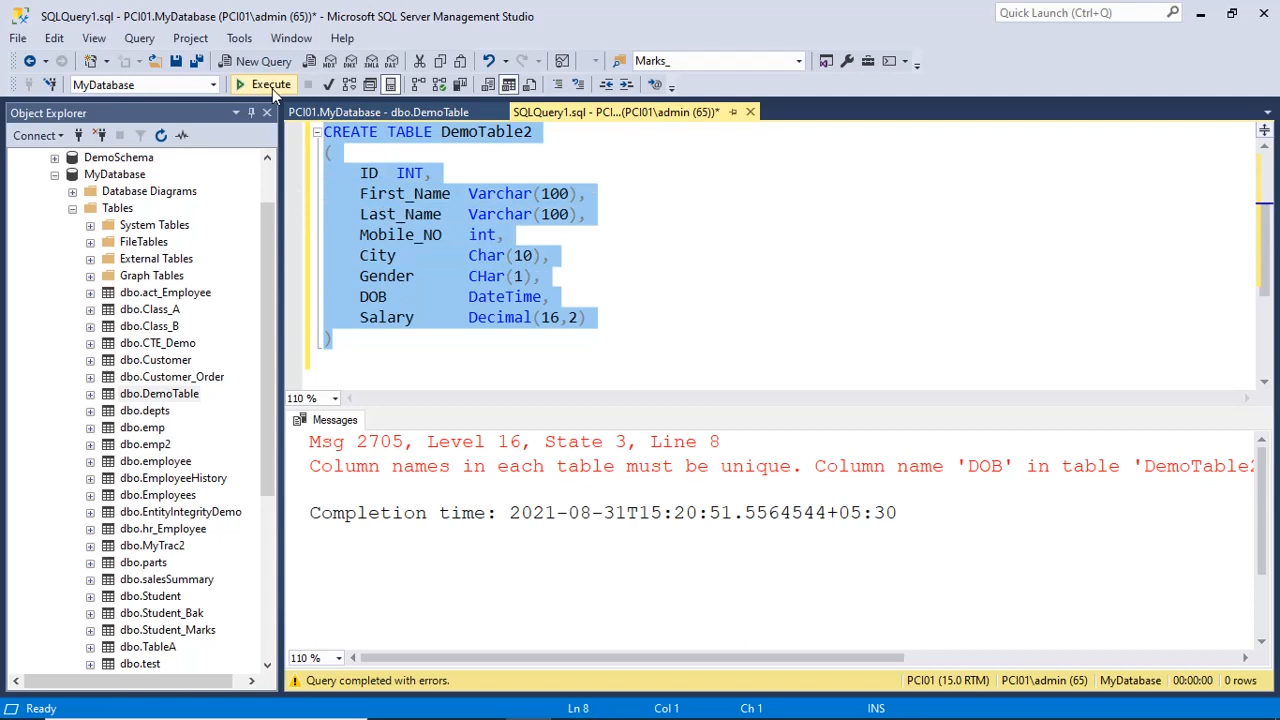 SQLQuery1.sql - PCI01.MyDatabase (PCI01\admin (65))* - Microsoft SQL Server Management Studio
Quick Launch (Ctrl+Q)
File Edit View Query Project Tools Window Help
New Query
Marks_
MyDatabase
Execute
Object Explorer
PCI01.MyDatabase - dbo.DemoTable
SQLQuery1.sql - PCI...(PCI01\admin (65))*
Connect
DemoSchema
MyDatabase
Database Diagrams
Tables
System Tables
FileTables
External Tables
Graph Tables
dbo.act_Employee
dbo.Class_A
dbo.Class_B
dbo.CTE_Demo
dbo.Customer
dbo.Customer_Order
dbo.DemoTable
dbo.depts
dbo.emp
dbo.emp2
dbo.employee
dbo.EmployeeHistory
dbo.Employees
dbo.EntityIntegrityDemo
dbo.hr_Employee
dbo.MyTrac2
dbo.parts
dbo.salesSummary
dbo.Student
dbo.Student_Bak
dbo.Student_Marks
dbo.TableA
dbo.test
CREATE TABLE DemoTable2
(
ID INT,
First_Name Varchar(100),
Last_Name Varchar(100),
Mobile_NO int,
City Char(10),
Gender CHar(1),
DOB DateTime,
Salary Decimal(16,2)
)
110 %
Messages
Msg 2705, Level 16, State 3, Line 8
Column names in each table must be unique. Column name 'DOB' in table 'DemoTable2
Completion time: 2021-08-31T15:20:51.5564544+05:30
110 %
Query completed with errors.
PCI01 (15.0 RTM) PCI01\admin (65) MyDatabase 00:00:00 0 rows
Ready Ln 8 Col 1 Ch 1 INS